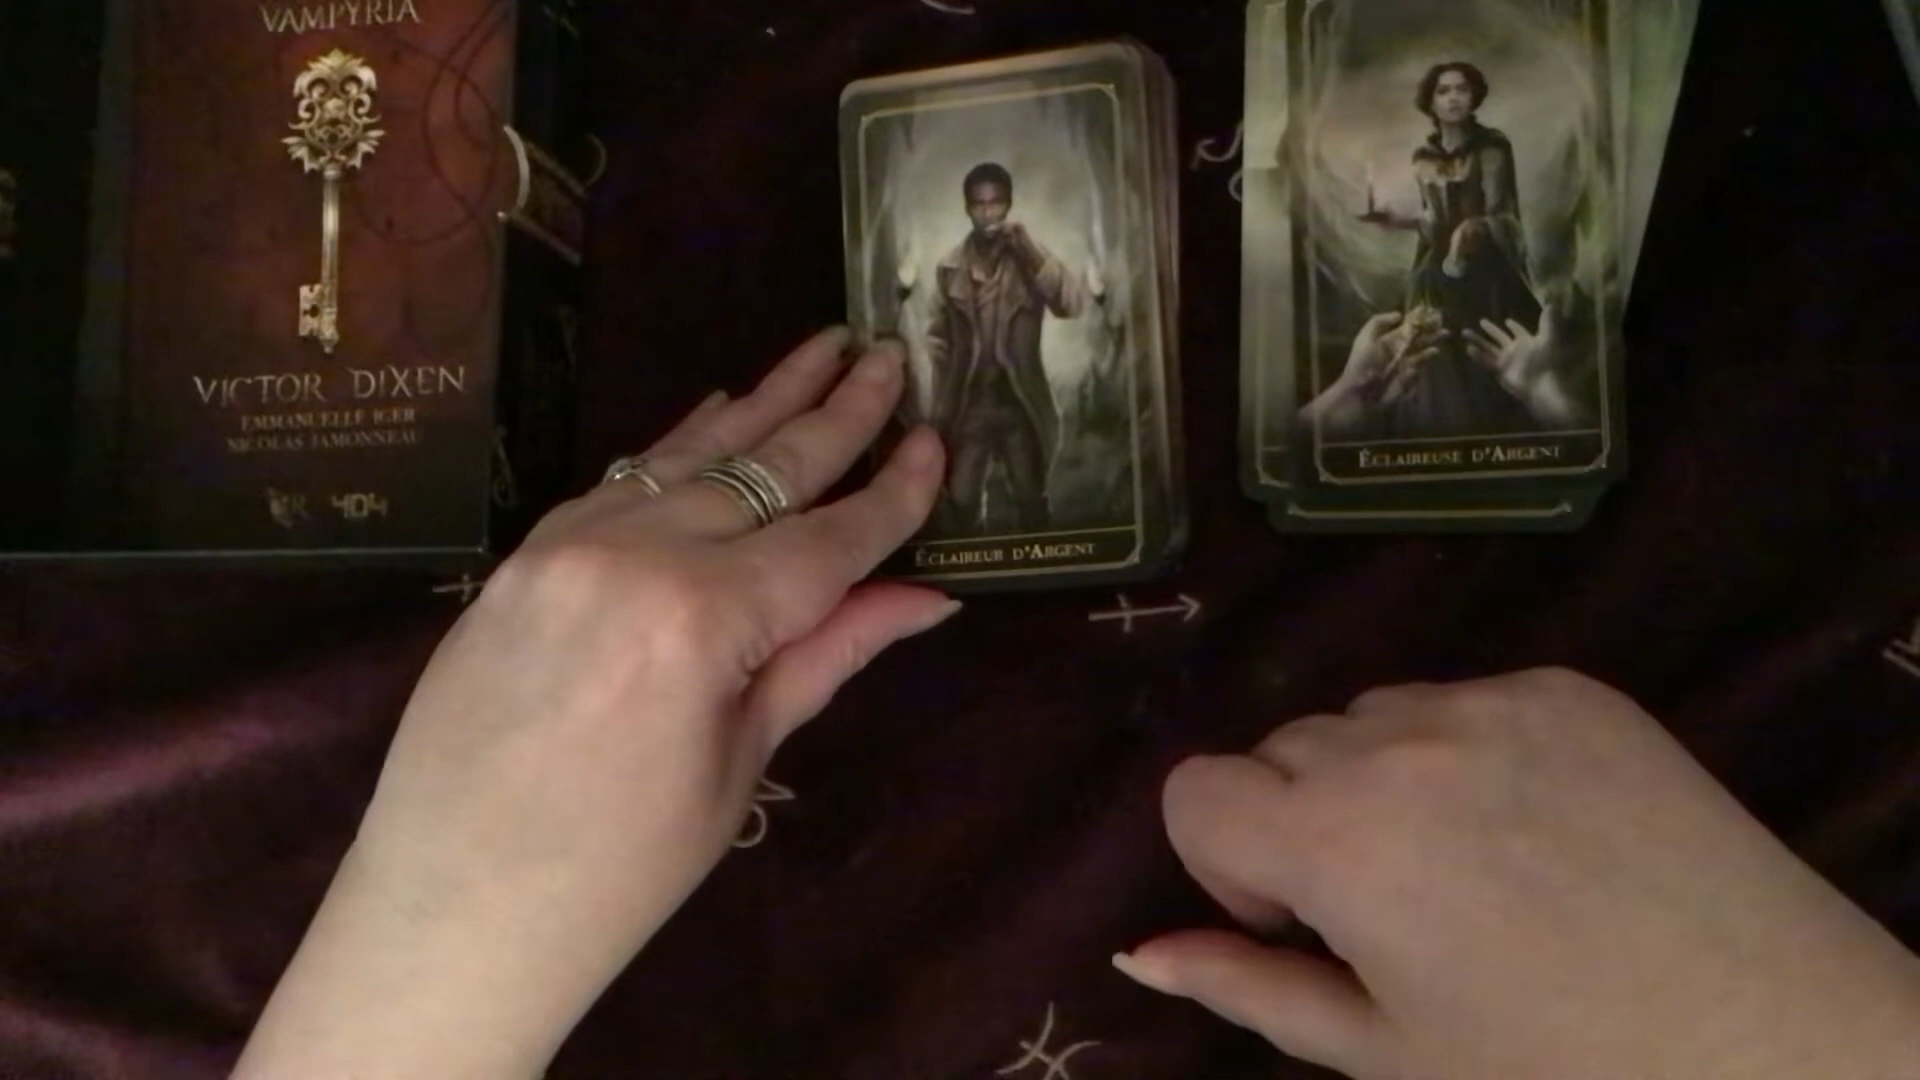 VAMPYRIA
VICTOR DIXEN
EMMANUELLE IGER
NICOLAS JAMONNEAU
404
ÉCLAIREUR D'ARGENT
ÉCLAIREUSE D'ARGENT